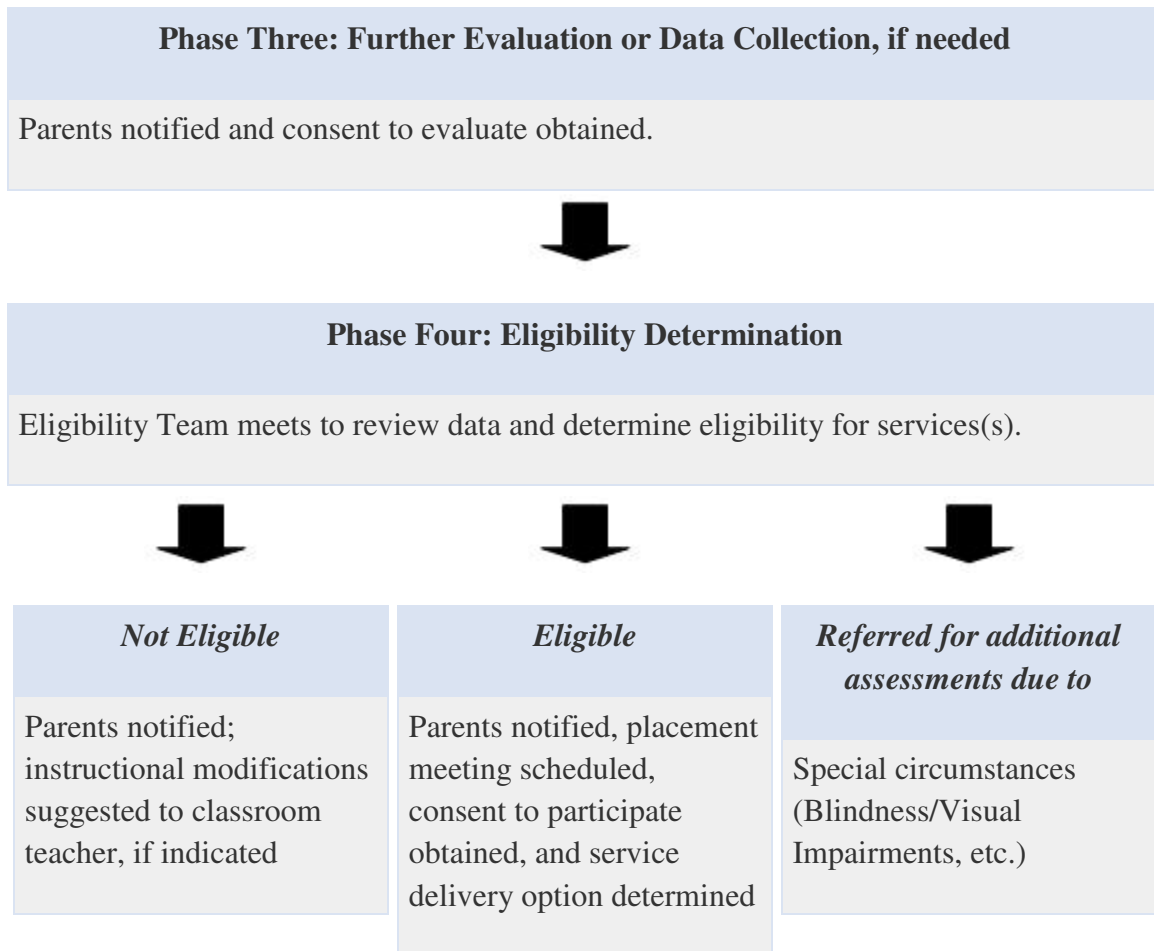 Phase Three: Further Evaluation or Data Collection, if needed
Parents notified and consent to evaluate obtained.
Phase Four: Eligibility Determination
Eligibility Team meets to review data and determine eligibility for services(s).
Not Eligible
Parents notified;
instructional modifications
suggested to classroom
teacher, if indicated
Eligible
Parents notified, placement
meeting scheduled,
consent to participate
obtained, and service
delivery option determined
Referred for additional
assessments due to
Special circumstances
(Blindness/Visual
Impairments, etc.)